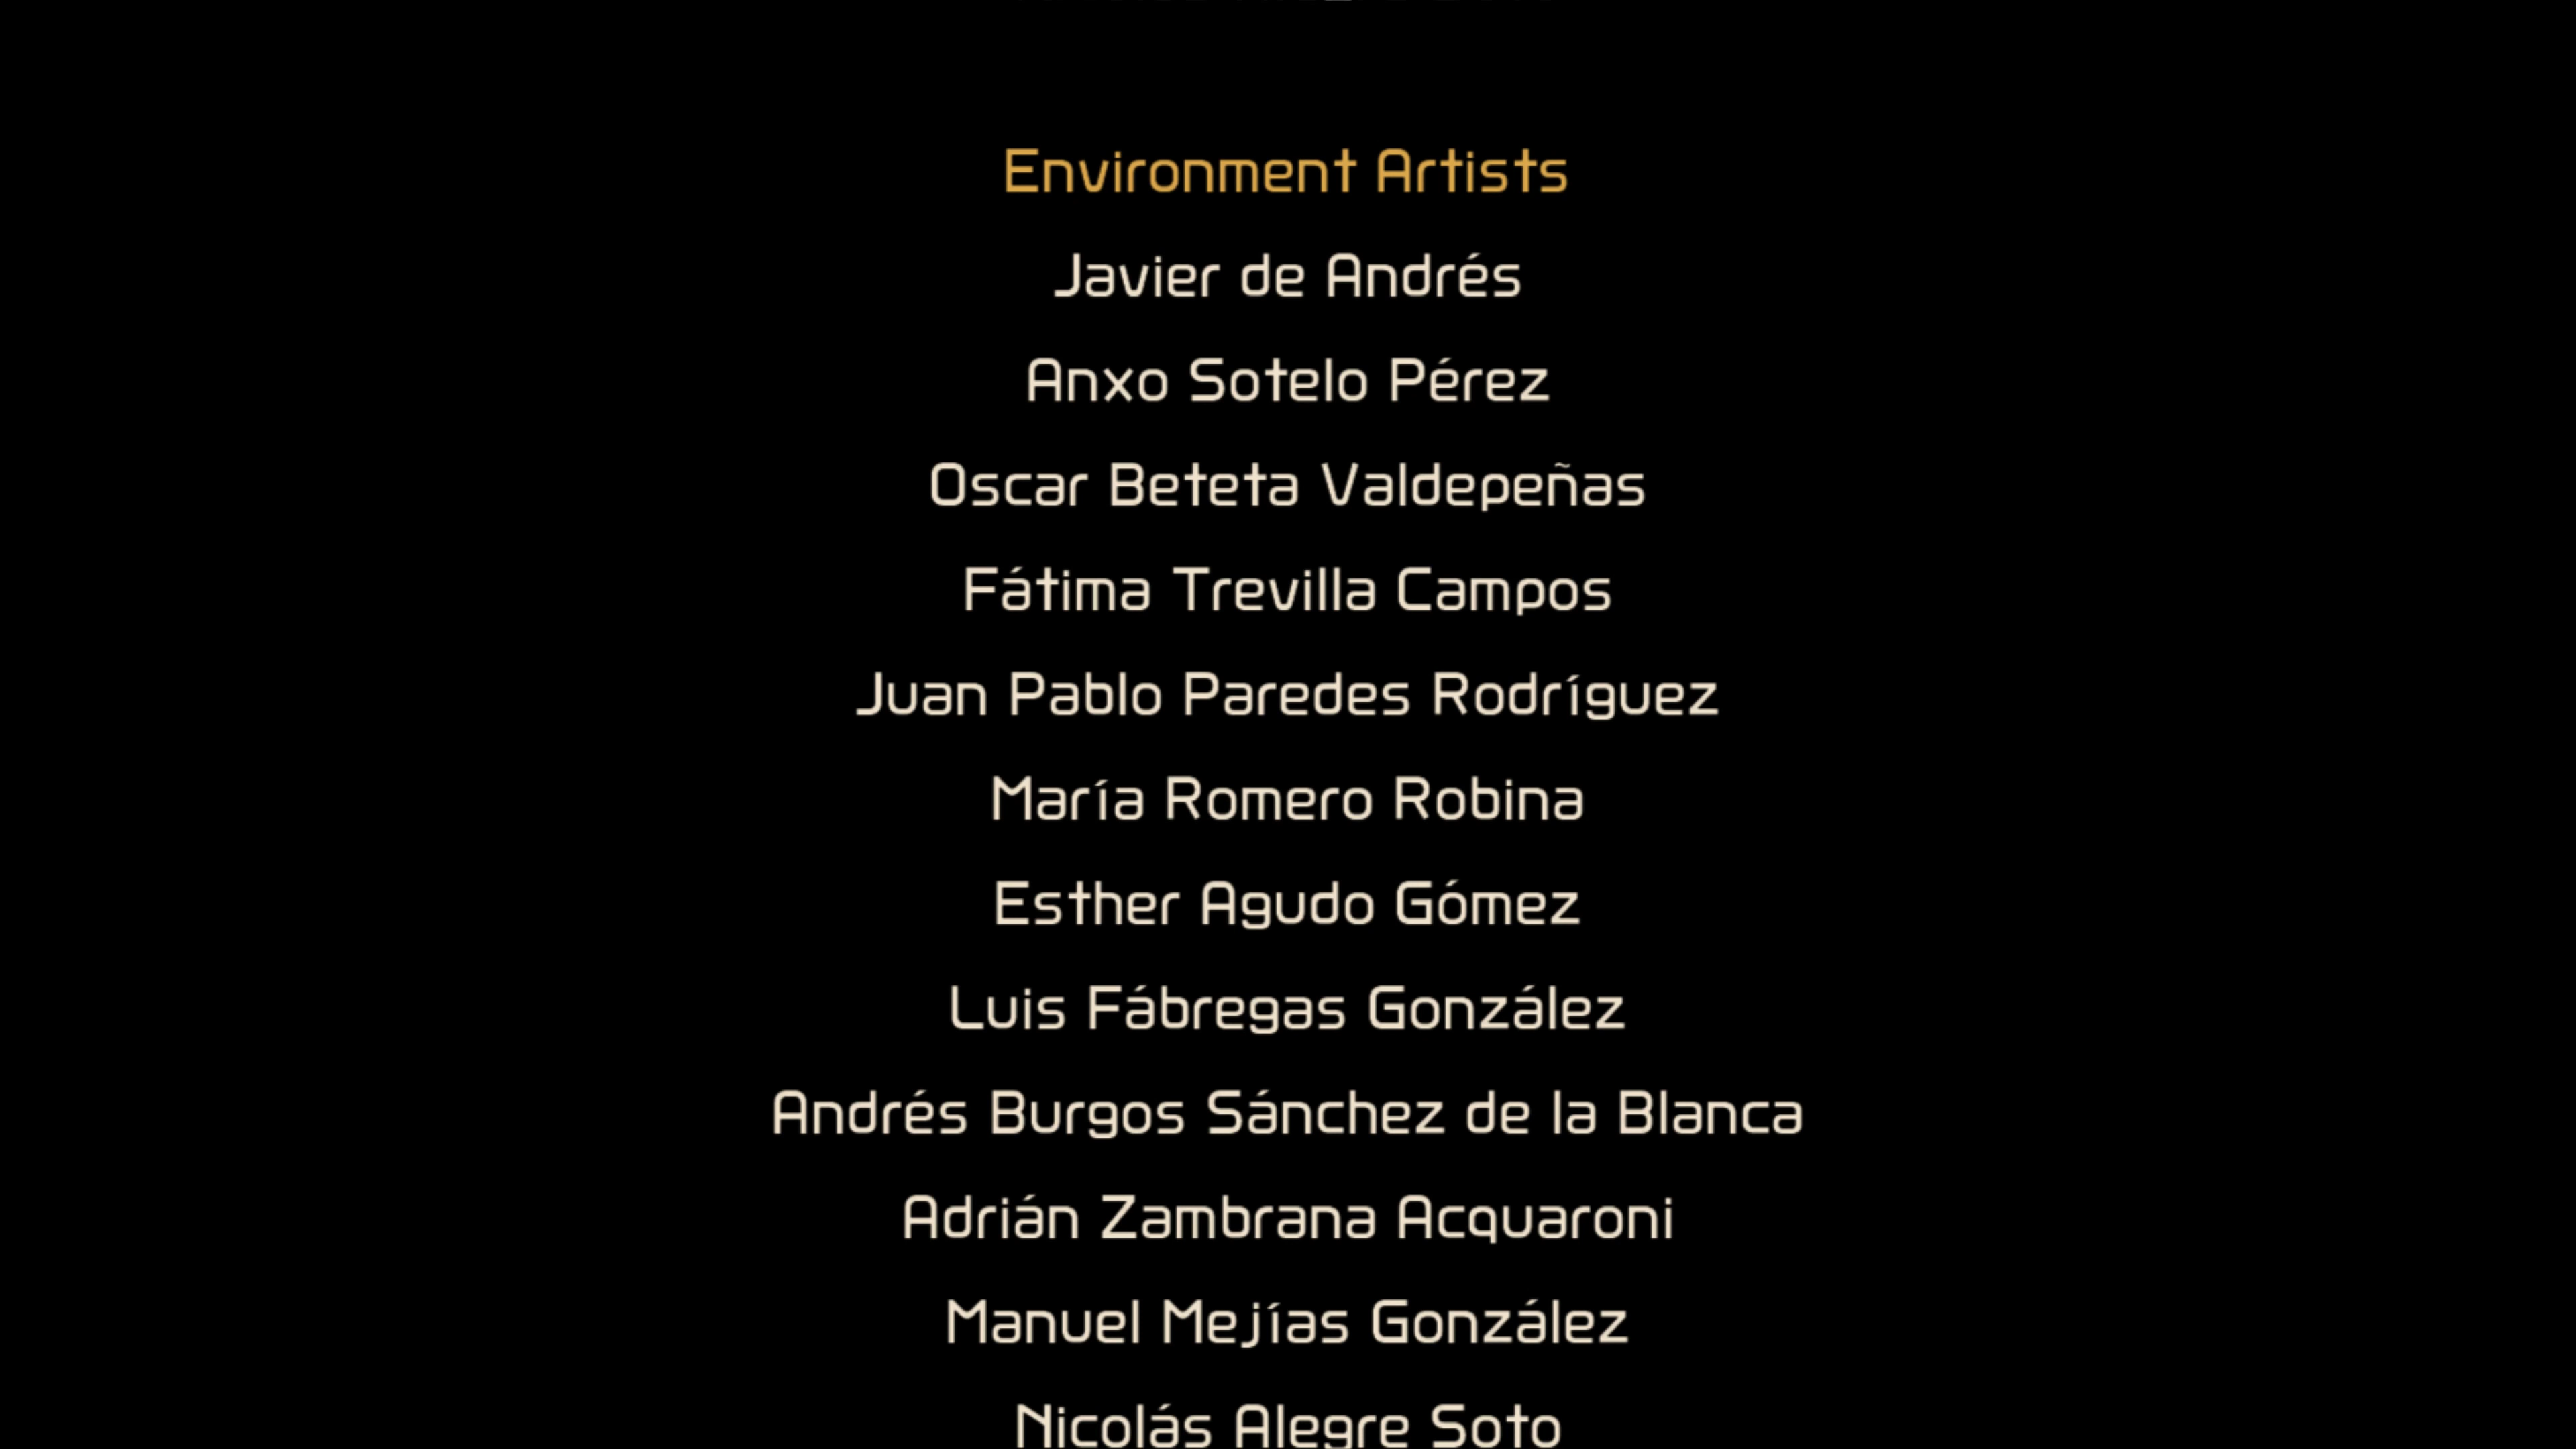 Environment Artists
Javier de Andrés
Anxo Sotelo Pérez
Oscar Beteta Valdepeñas
Fátima Trevilla Campos
Juan Pablo Paredes Rodríguez
María Romero Robina
Esther Agudo Gómez
Luis Fábregas González
Andrés Burgos Sánchez de la Blanca
Adrián Zambrana Acquaroni
Manuel Mejías González
Nicolás Alegre Soto